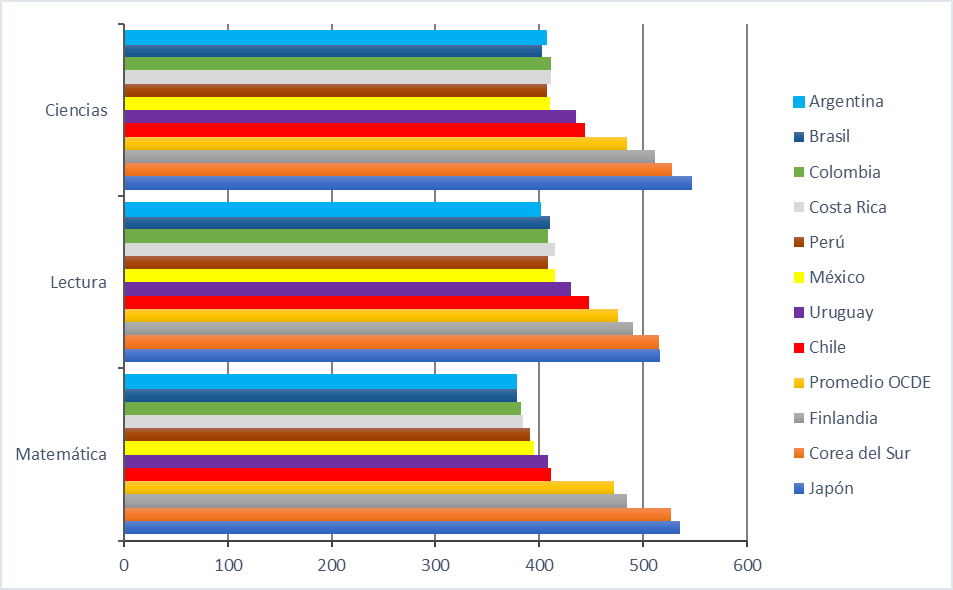 Ciencias
Lectura
Matemática
0 100 200 300 400 500 600
Argentina
Brasil
Colombia
Costa Rica
Perú
México
Uruguay
Chile
Promedio OCDE
Finlandia
Corea del Sur
Japón